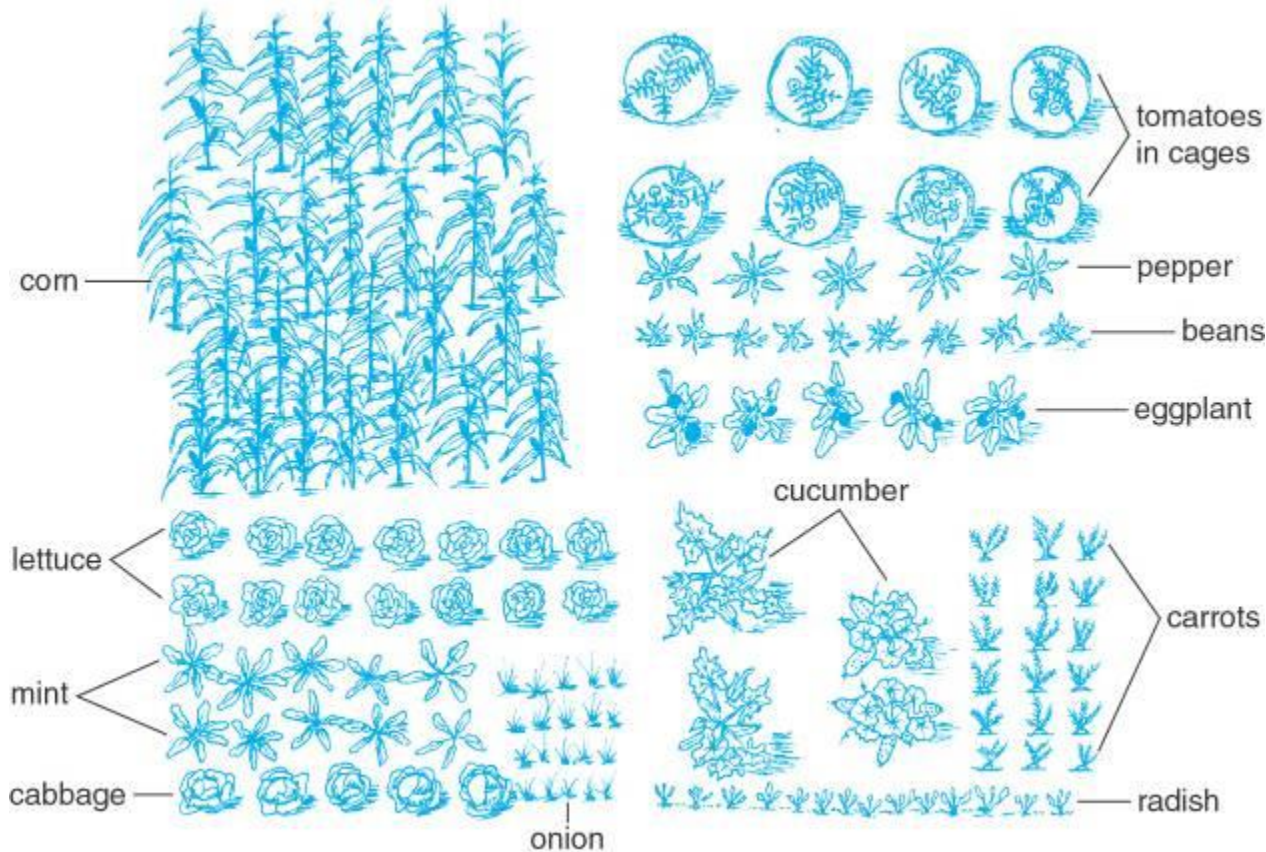 tomatoes
in cages
corn
pepper
beans
eggplant
cucumber
lettuce
carrots
mint
cabbage
radish
onion